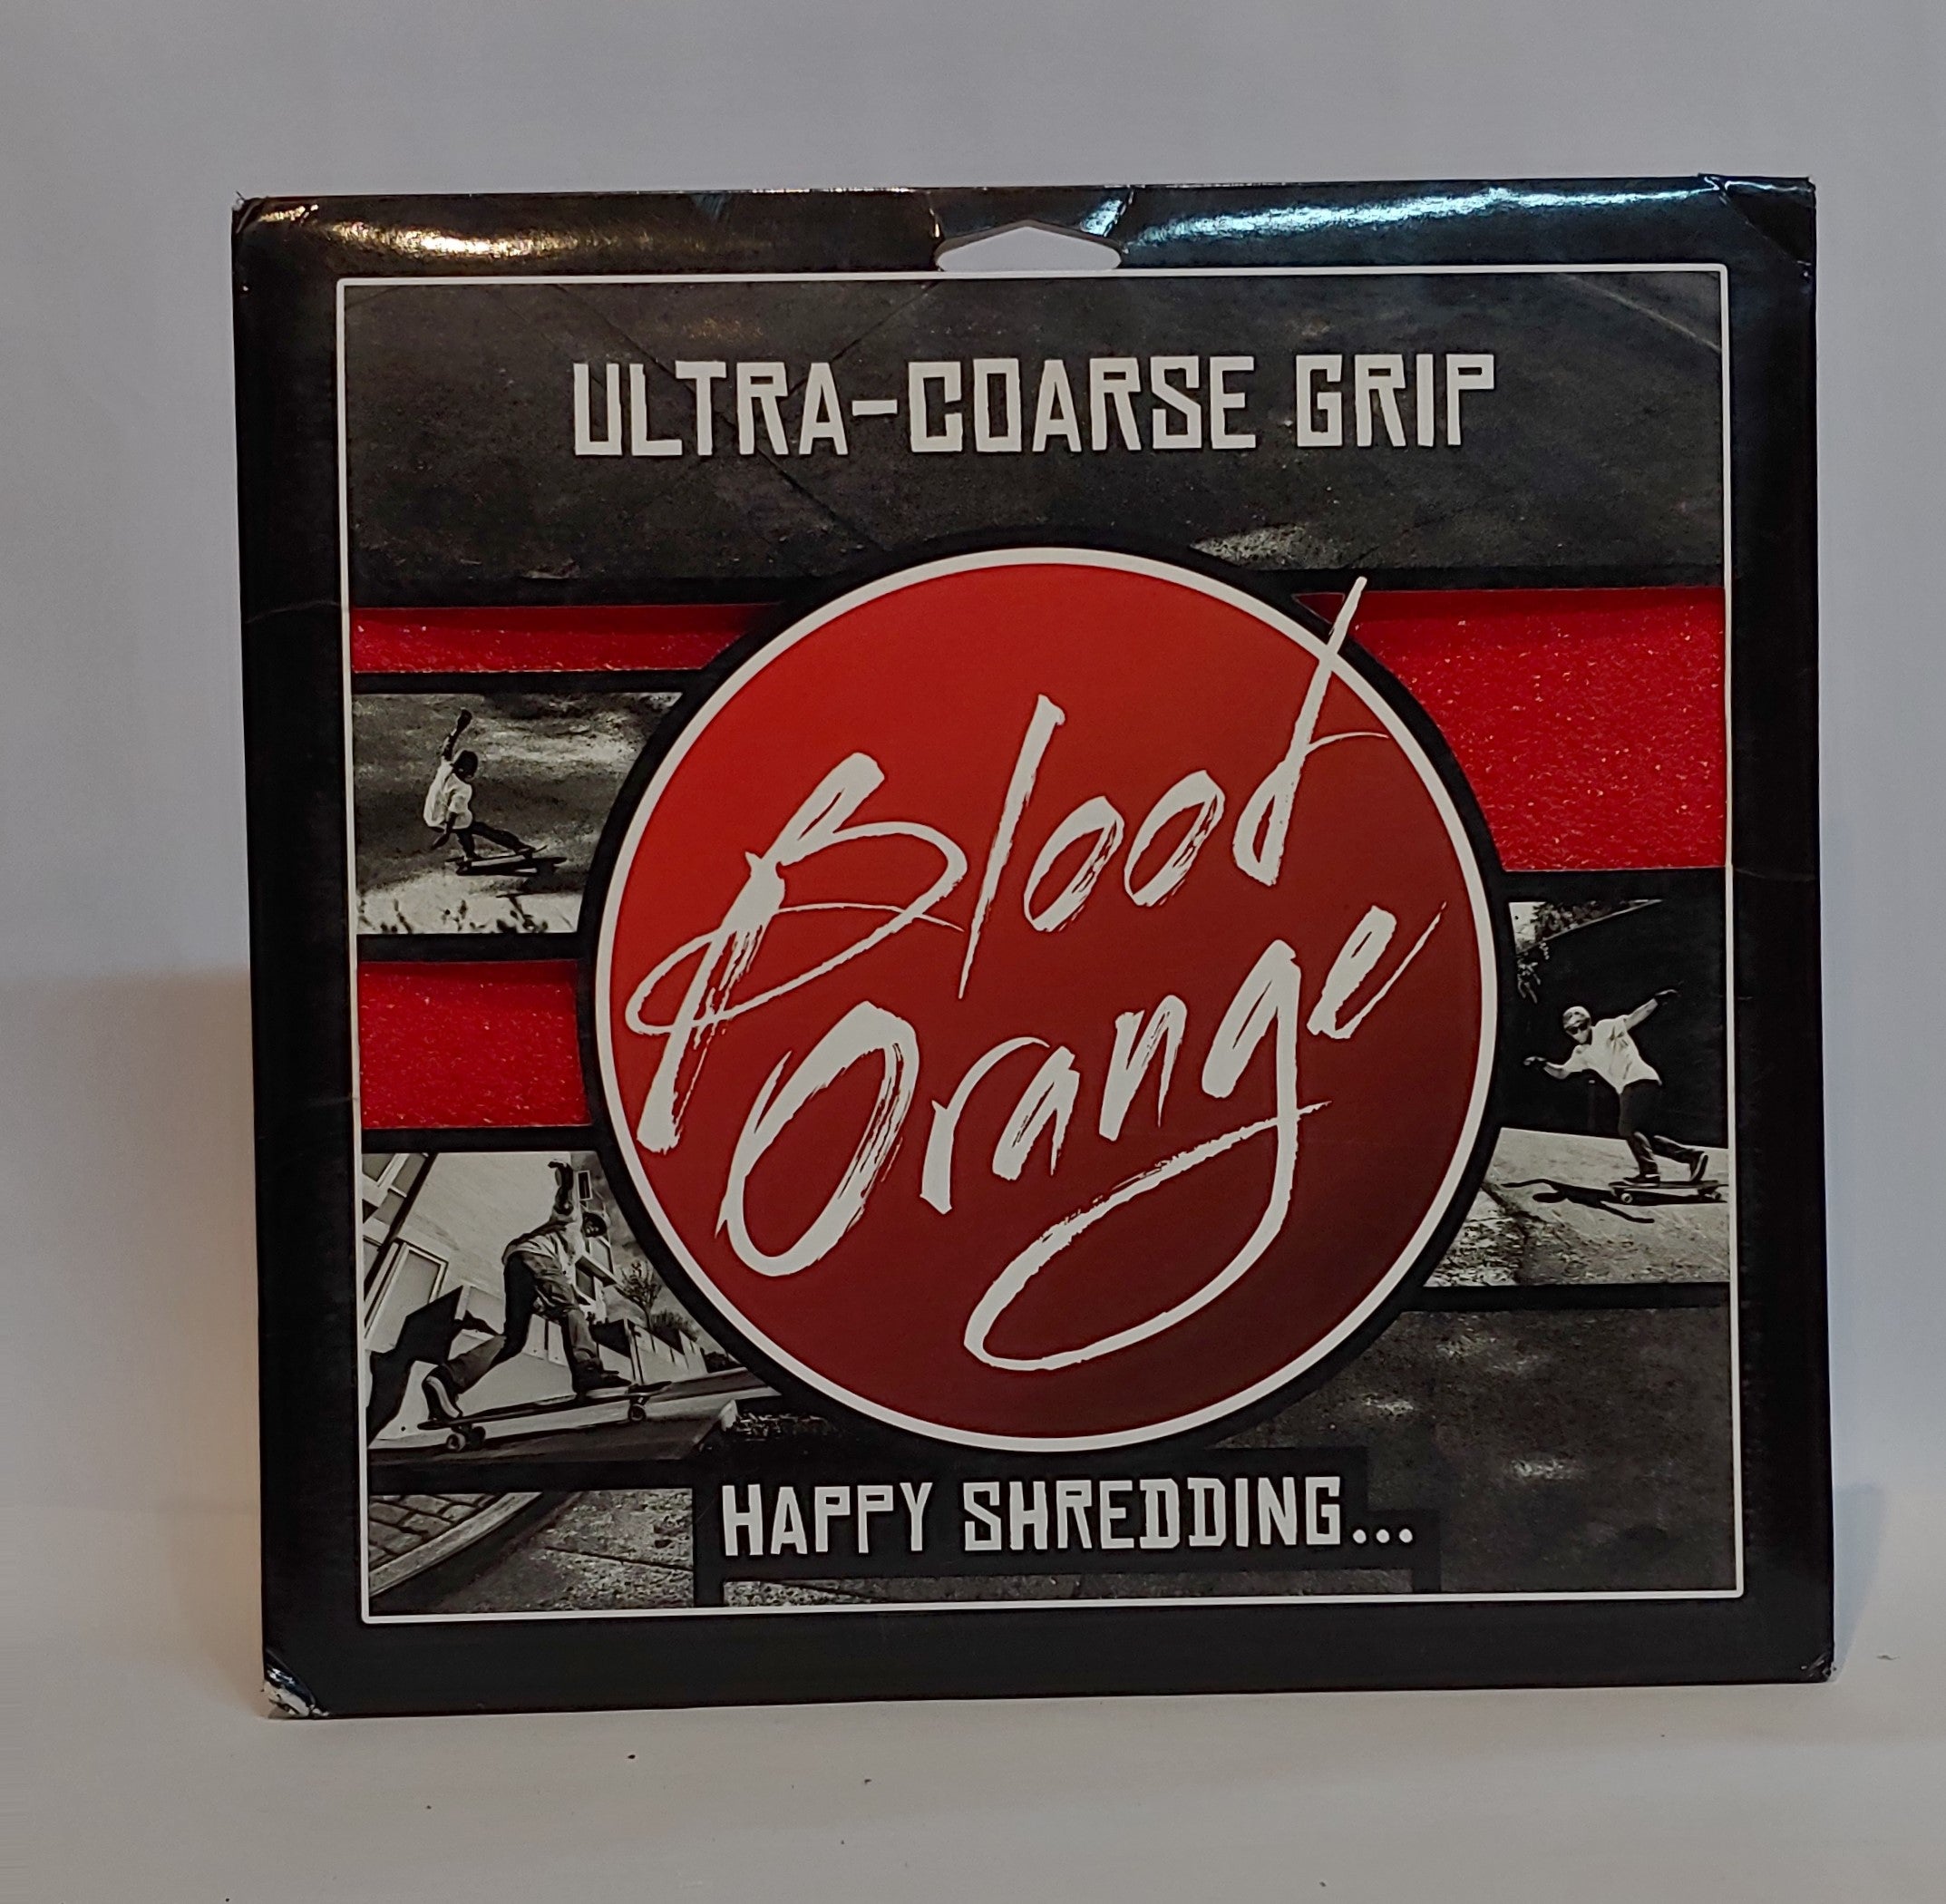 ULTRA-COARSE GRIP
Blood
Orange
HAPPY SHREDDING...